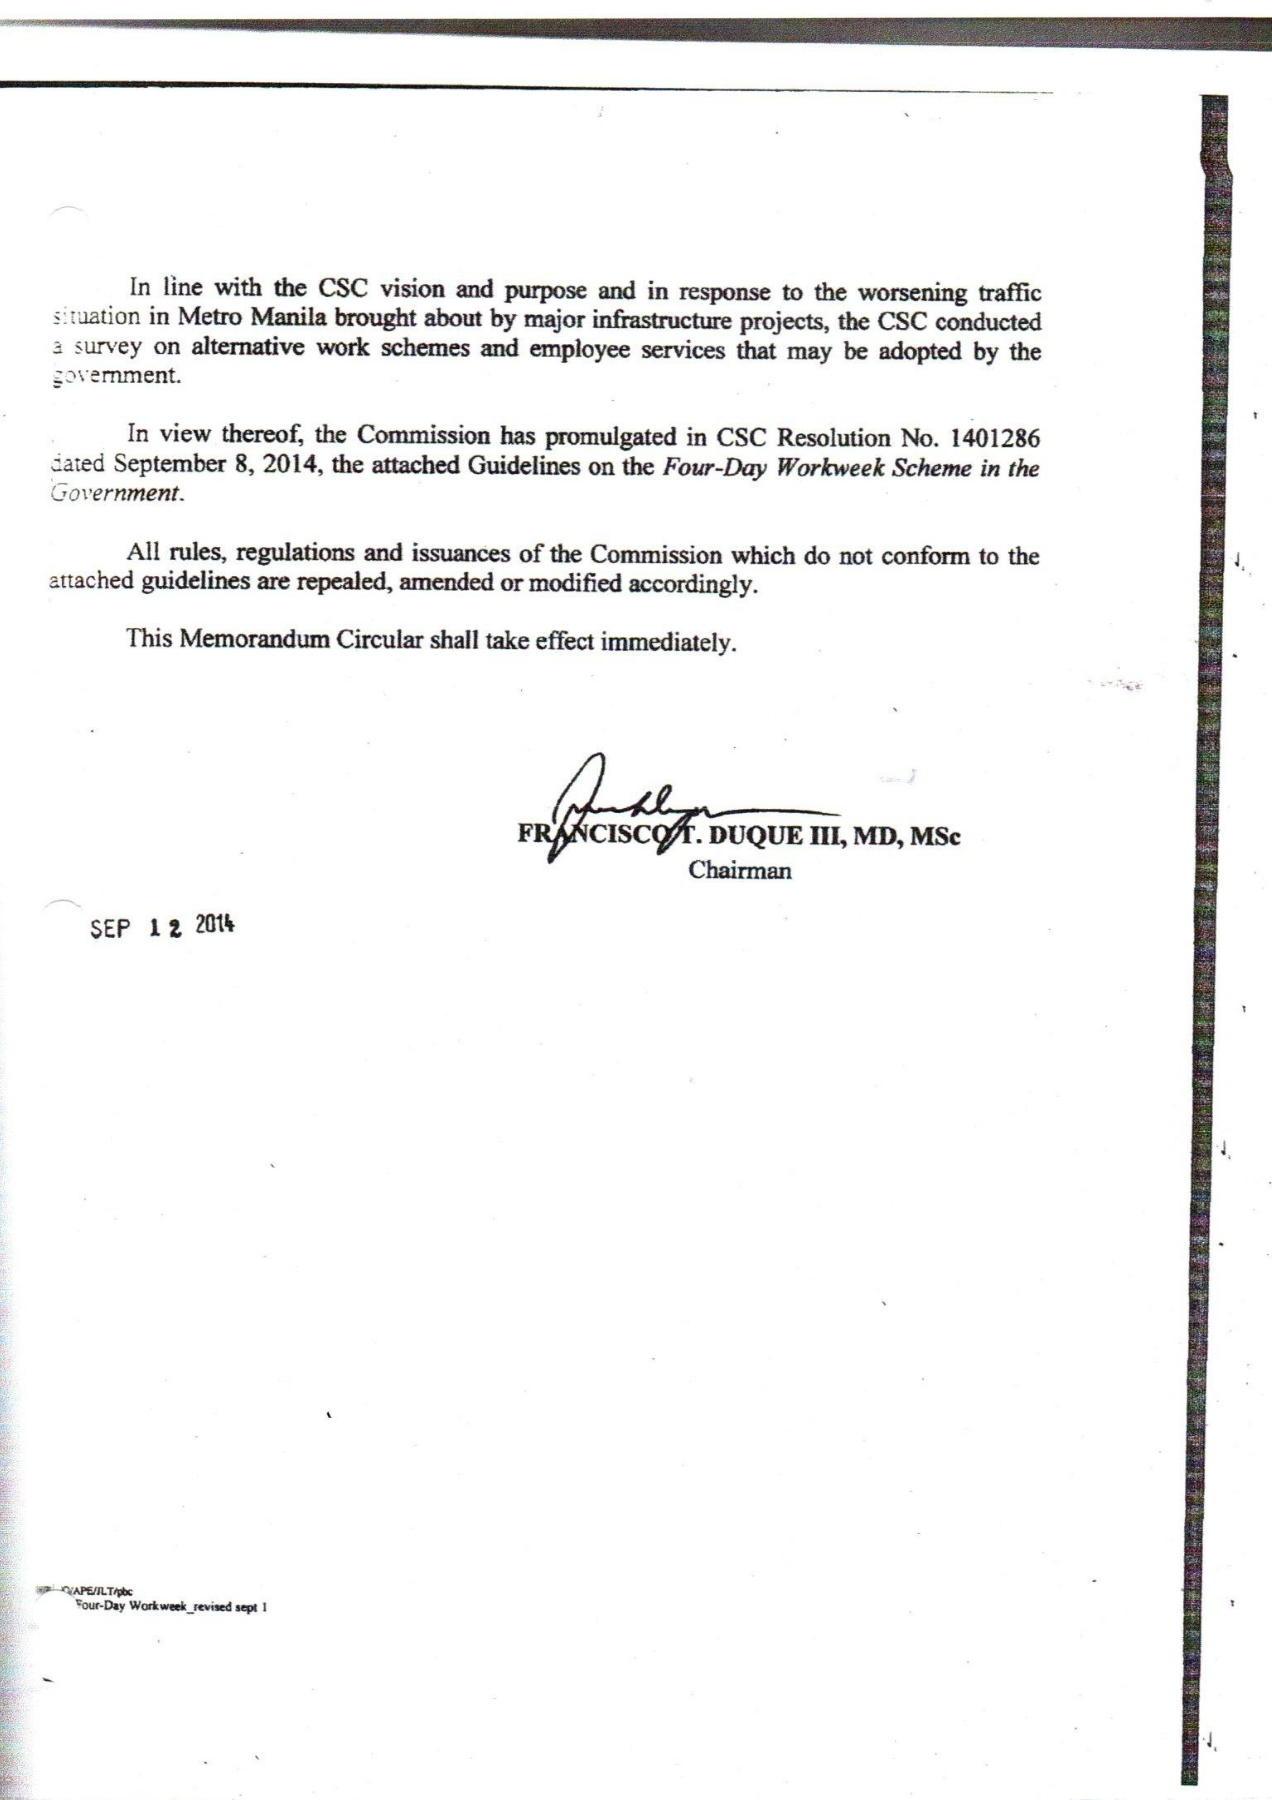 In line with the CSC vision and purpose and in response to the worsening traffic
situation in Metro Manila brought about by major infrastructure projects, the CSC conducted
a survey on alternative work schemes and employee services that may be adopted by the
government.
In view thereof, the Commission has promulgated in CSC Resolution No. 1401286
dated September 8, 2014, the attached Guidelines on the Four-Day Workweek Scheme in the
Government.
All rules, regulations and issuances of the Commission which do not conform to the
attached guidelines are repealed, amended or modified accordingly.
This Memorandum Circular shall take effect immediately.
FRANCISCO T. DUQUE III, MD, MSc
Chairman
SEP 12 2014
/APE/JLT/pbc
Four-Day Workweek_revised sept 1